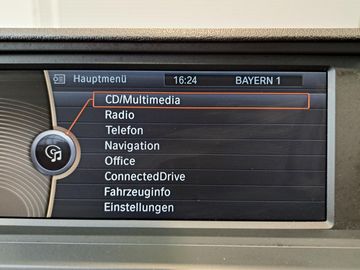 Hauptmenü 16:24 BAYERN 1
CD/Multimedia
Radio
Telefon
Navigation
Office
ConnectedDrive
Fahrzeuginfo
Einstellungen